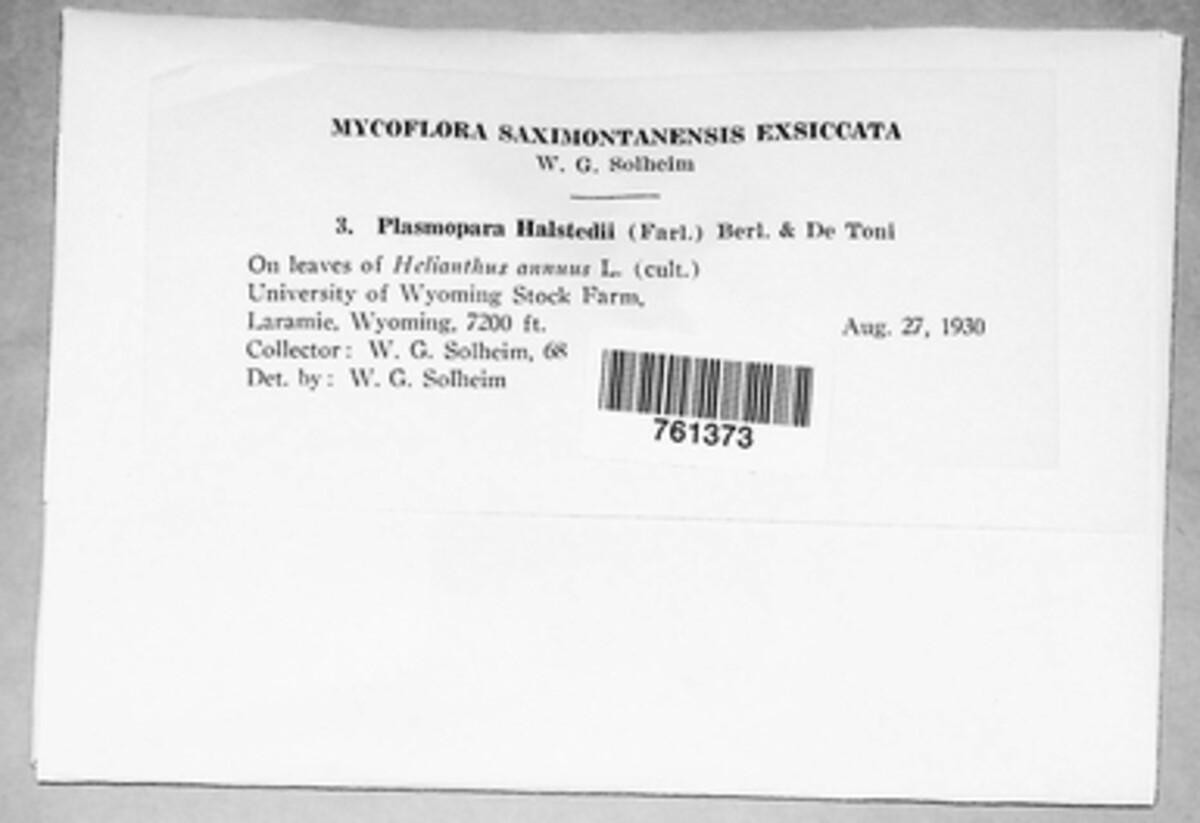 MYCOFLORA SAXIMONTANENSIS EXSICCATA
W. G. Solheim
3. Plasmopara Halstedii (Farl.) Berl. & De Toni
On leaves of Helianthus annuus L. (cult.)
University of Wyoming Stock Farm,
Laramie, Wyoming, 7200 ft. Aug. 27, 1930
Collector: W. G. Solheim, 68
Det. by: W. G. Solheim
761373